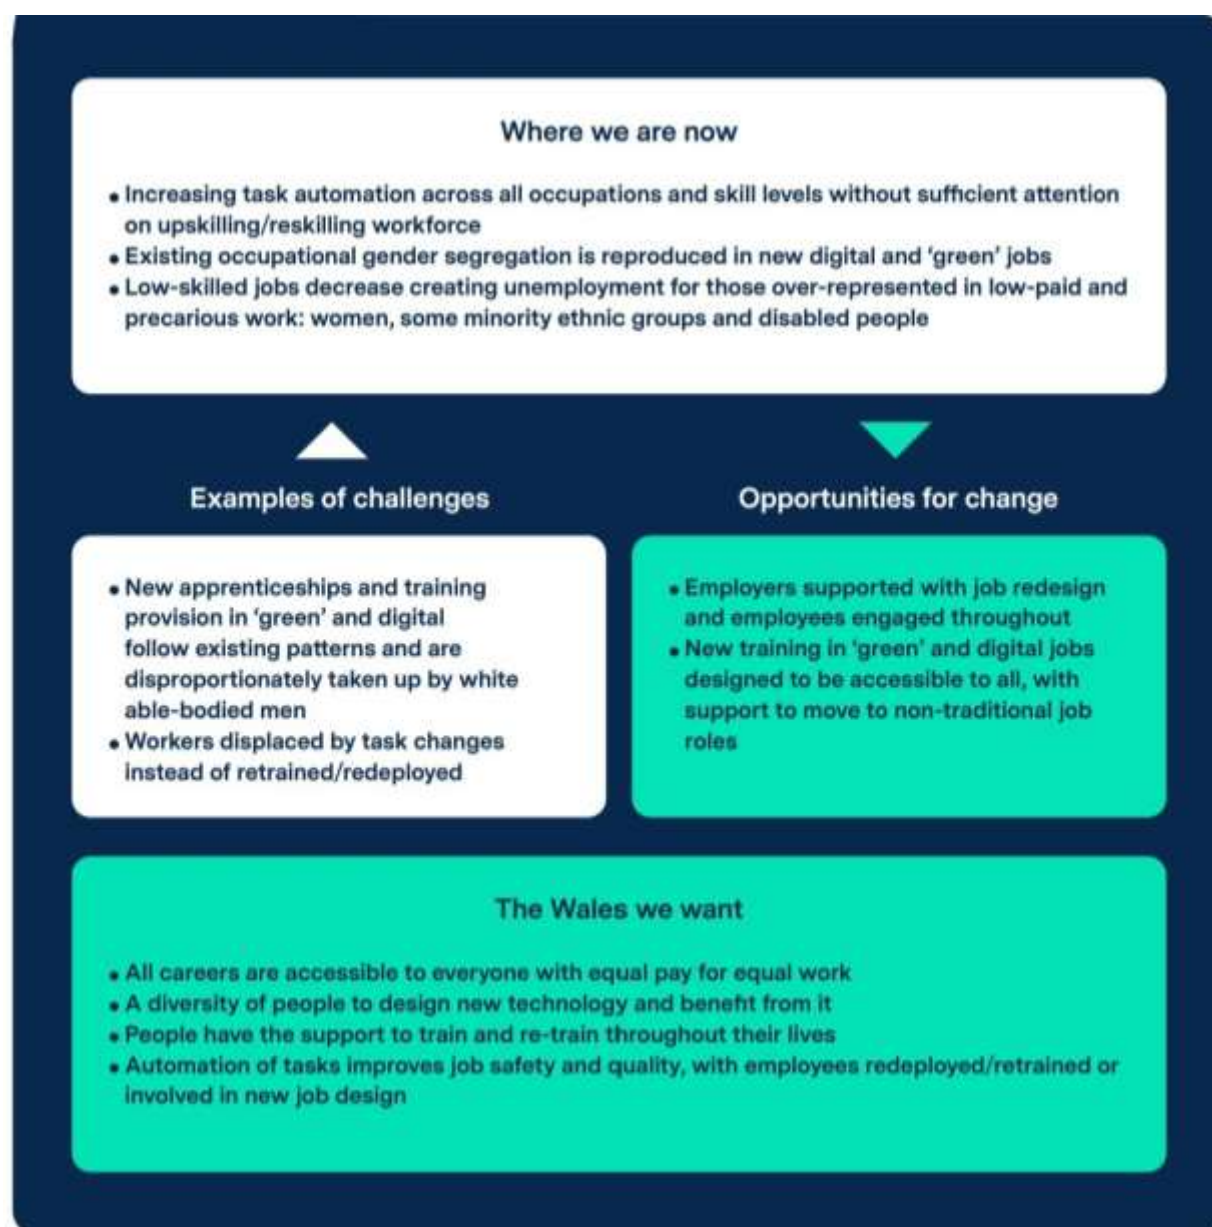 Where we are now
• Increasing task automation across all occupations and skill levels without sufficient attention
on upskilling/reskilling workforce
• Existing occupational gender segregation is reproduced in new digital and ‘green’ jobs
• Low-skilled jobs decrease creating unemployment for those over-represented in low-paid and
precarious work: women, some minority ethnic groups and disabled people
Examples of challenges
• New apprenticeships and training
provision in ‘green’ and digital
follow existing patterns and are
disproportionately taken up by white
able-bodied men
• Workers displaced by task changes
instead of retrained/redeployed
Opportunities for change
• Employers supported with job redesign
and employees engaged throughout
• New training in ‘green’ and digital jobs
designed to be accessible to all, with
support to move to non-traditional job
roles
The Wales we want
• All careers are accessible to everyone with equal pay for equal work
• A diversity of people to design new technology and benefit from it
• People have the support to train and re-train throughout their lives
• Automation of tasks improves job safety and quality, with employees redeployed/retrained or
involved in new job design